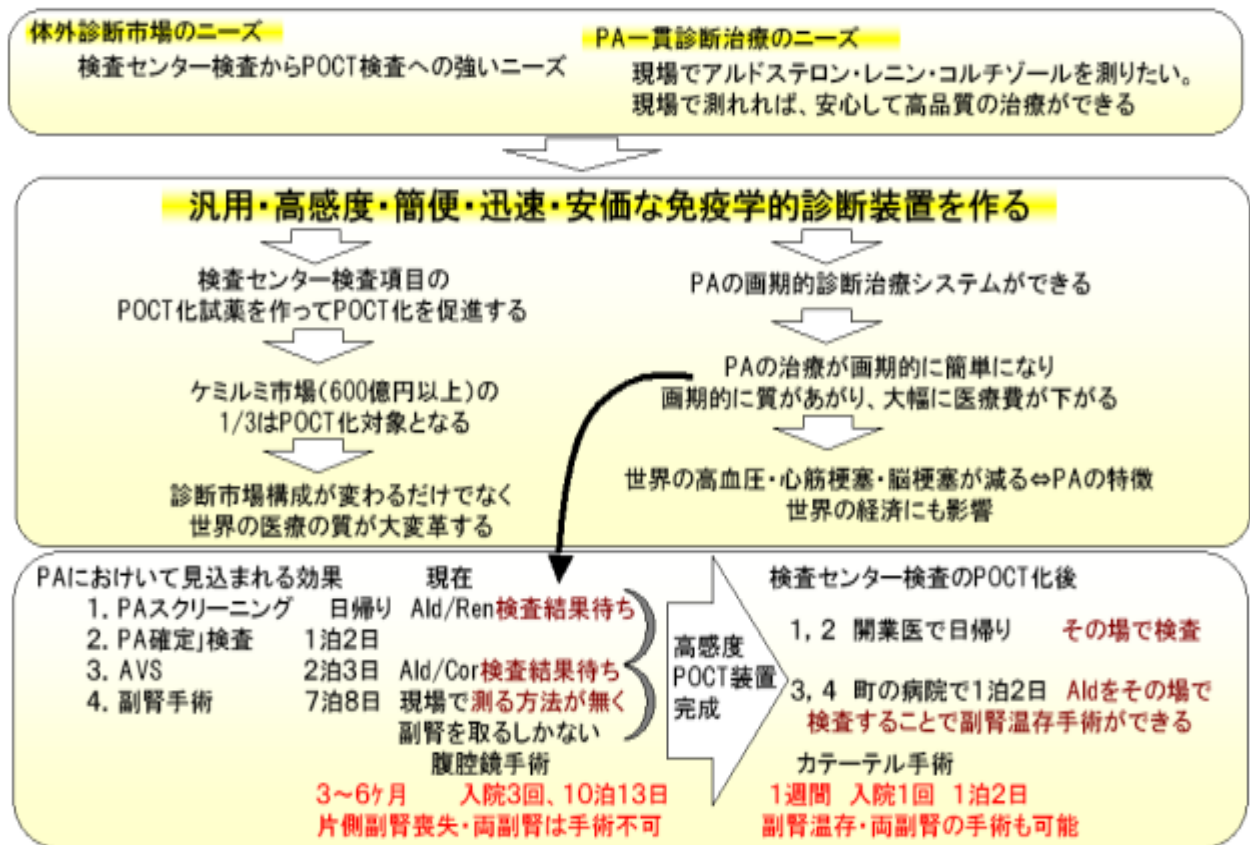 体外診断市場のニーズ
検査センター検査からPOCT検査への強いニーズ
PA一貫診断治療のニーズ
現場でアルドステロン・レニン・コルチゾールを測りたい。
現場で測れれば、安心して高品質の治療ができる
汎用・高感度・簡便・迅速・安価な免疫学的診断装置を作る
検査センター検査項目の
POCT化試薬を作ってPOCT化を促進する
ケミルミ市場(600億円以上)の
1/3はPOCT化対象となる
診断市場構成が変わるだけでなく
世界の医療の質が大変革する
PAの画期的診断治療システムができる
PAの治療が画期的に簡単になり
画期的に質があがり、大幅に医療費が下がる
世界の高血圧・心筋梗塞・脳梗塞が減る⇔PAの特徴
世界の経済にも影響
PAにおけいて見込まれる効果 現在
1. PAスクリーニング 日帰り Ald/Ren検査結果待ち
2. PA確定」検査 1泊2日
3. AVS 2泊3日 Ald/Cor検査結果待ち
4. 副腎手術 7泊8日 現場で測る方法が無く
副腎を取るしかない
腹腔鏡手術
3～6ヶ月 入院3回、10泊13日
片側副腎喪失・両副腎は手術不可
高感度
POCT装置
完成
検査センター検査のPOCT化後
1, 2 開業医で日帰り その場で検査
3, 4 町の病院で1泊2日 Aldをその場で
検査することで副腎温存手術ができる
カテーテル手術
1週間 入院1回 1泊2日
副腎温存・両副腎の手術も可能